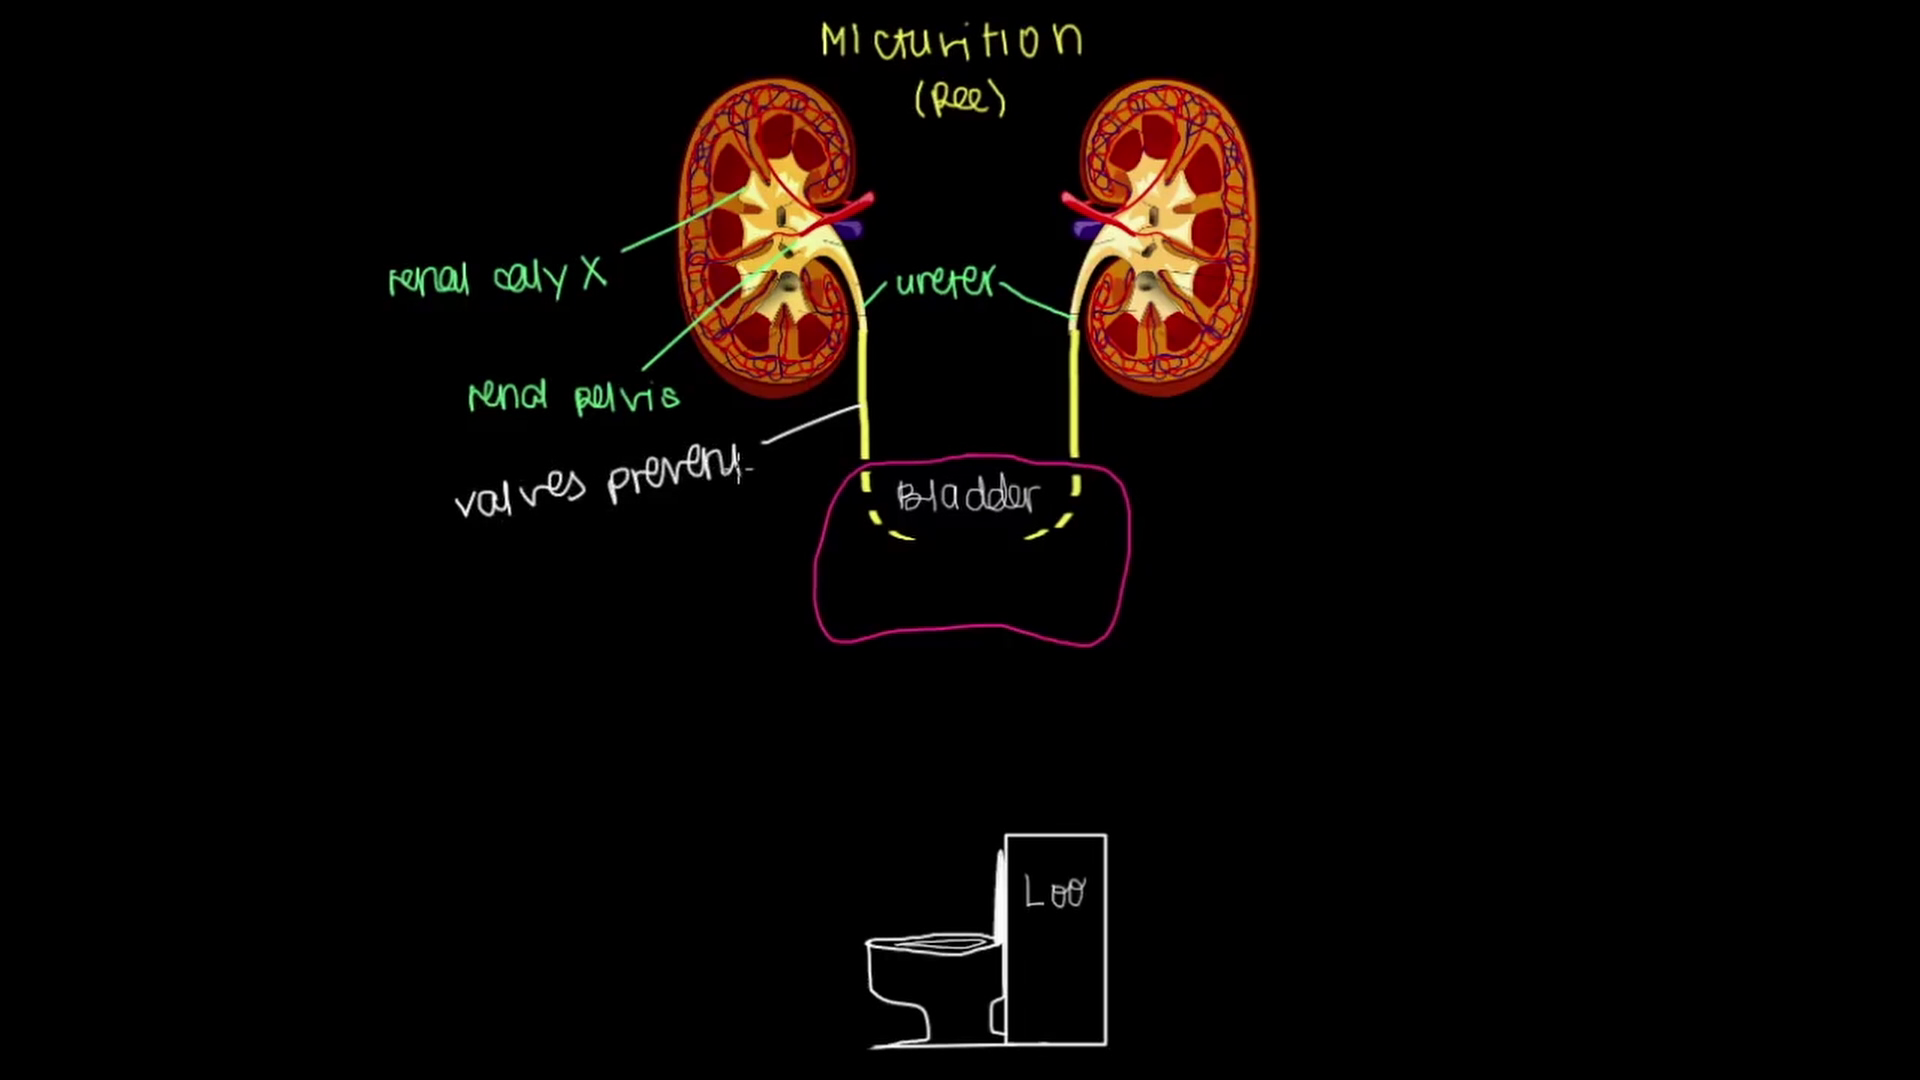 Micturition
(Pee)
renal calyx
ureter
renal pelvis
valves prevent
Bladder
Loo